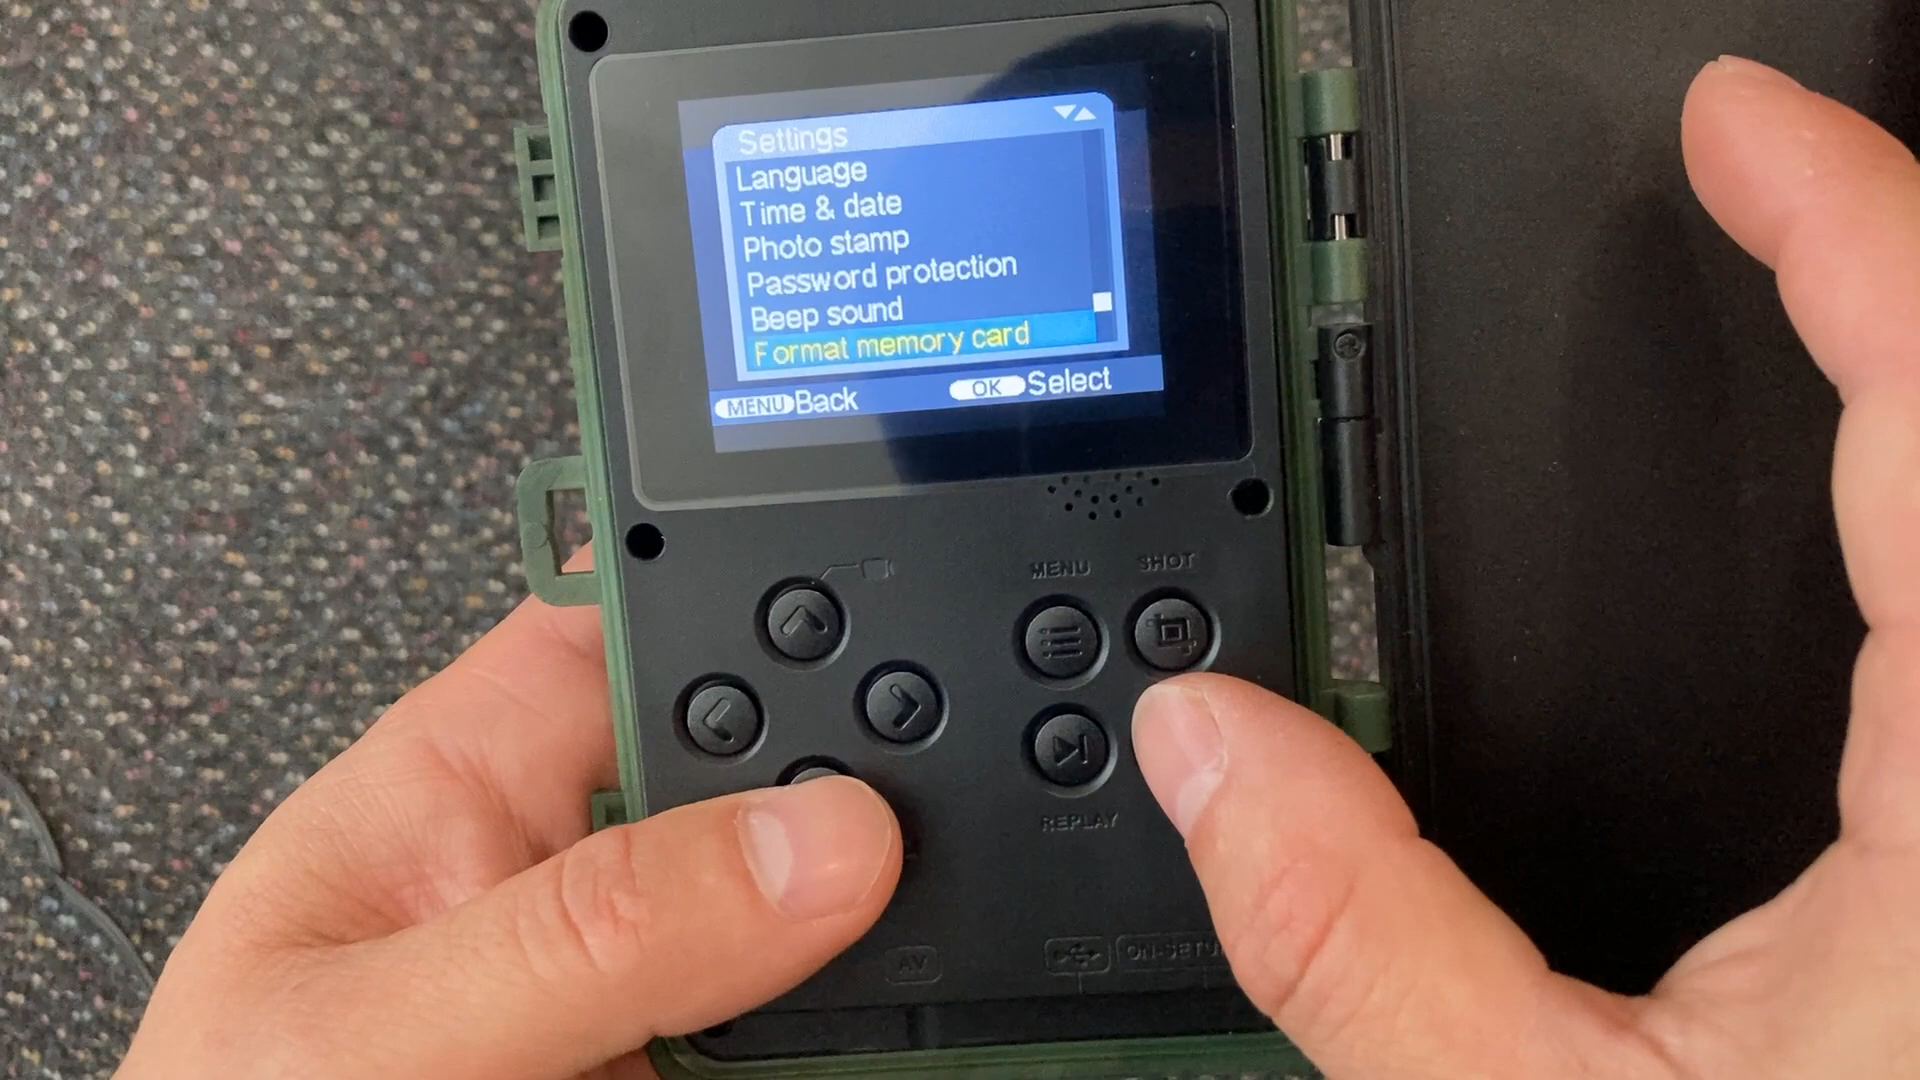 Settings
Language
Time & date
Photo stamp
Password protection
Beep sound
Format memory card
MENU Back
OK Select
MENU
SHOT
REPLAY
AV